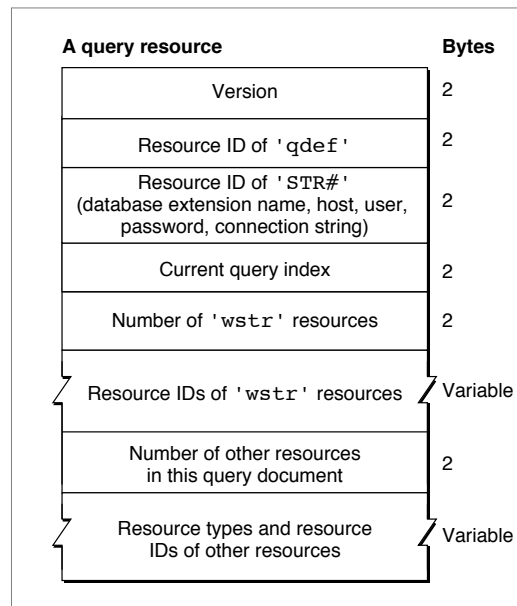 A query resource Bytes
Version 2
Resource ID of 'qdef' 2
Resource ID of 'STR#'
(database extension name, host, user,
password, connection string) 2
Current query index 2
Number of 'wstr' resources 2
Resource IDs of 'wstr' resources Variable
Number of other resources
in this query document 2
Resource types and resource
IDs of other resources Variable